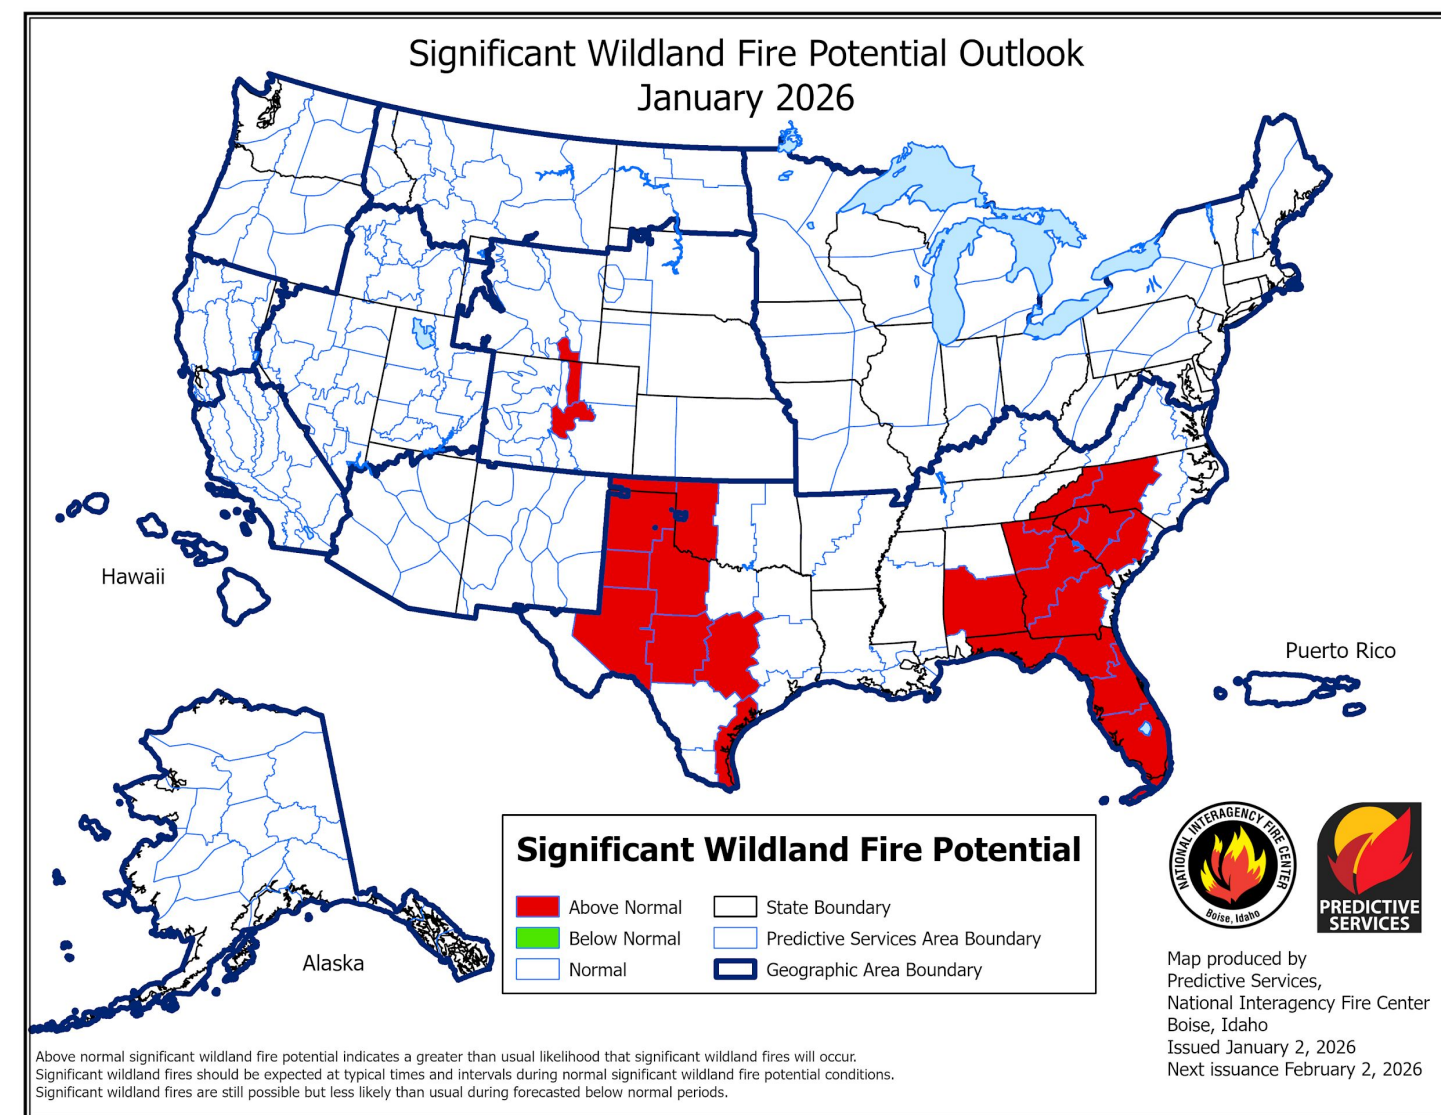 Significant Wildland Fire Potential Outlook
January 2026
Hawaii
Puerto Rico
Alaska
Significant Wildland Fire Potential
Above Normal
Below Normal
Normal
State Boundary
Predictive Services Area Boundary
Geographic Area Boundary
NATIONAL INTERAGENCY FIRE CENTER
Boise, Idaho
PREDICTIVE
SERVICES
Map produced by
Predictive Services,
National Interagency Fire Center
Boise, Idaho
Issued January 2, 2026
Next issuance February 2, 2026
Above normal significant wildland fire potential indicates a greater than usual likelihood that significant wildland fires will occur.
Significant wildland fires should be expected at typical times and intervals during normal significant wildland fire potential conditions.
Significant wildland fires are still possible but less likely than usual during forecasted below normal periods.